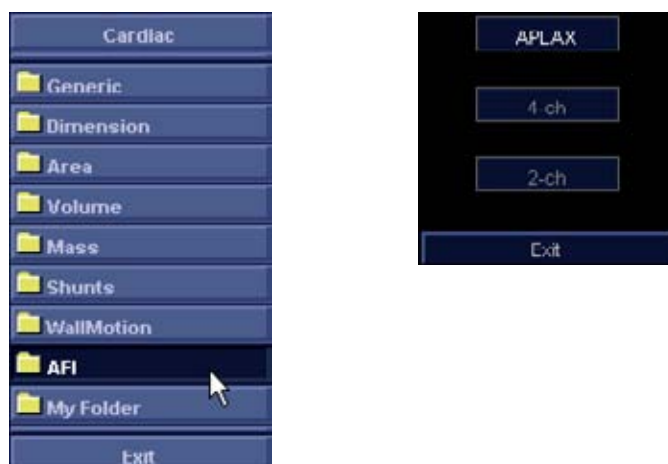 Cardiac
Generic
Dimension
Area
Volume
Mass
Shunts
WallMotion
AFI
My Folder
Exit
APLAX
4-ch
2-ch
Exit